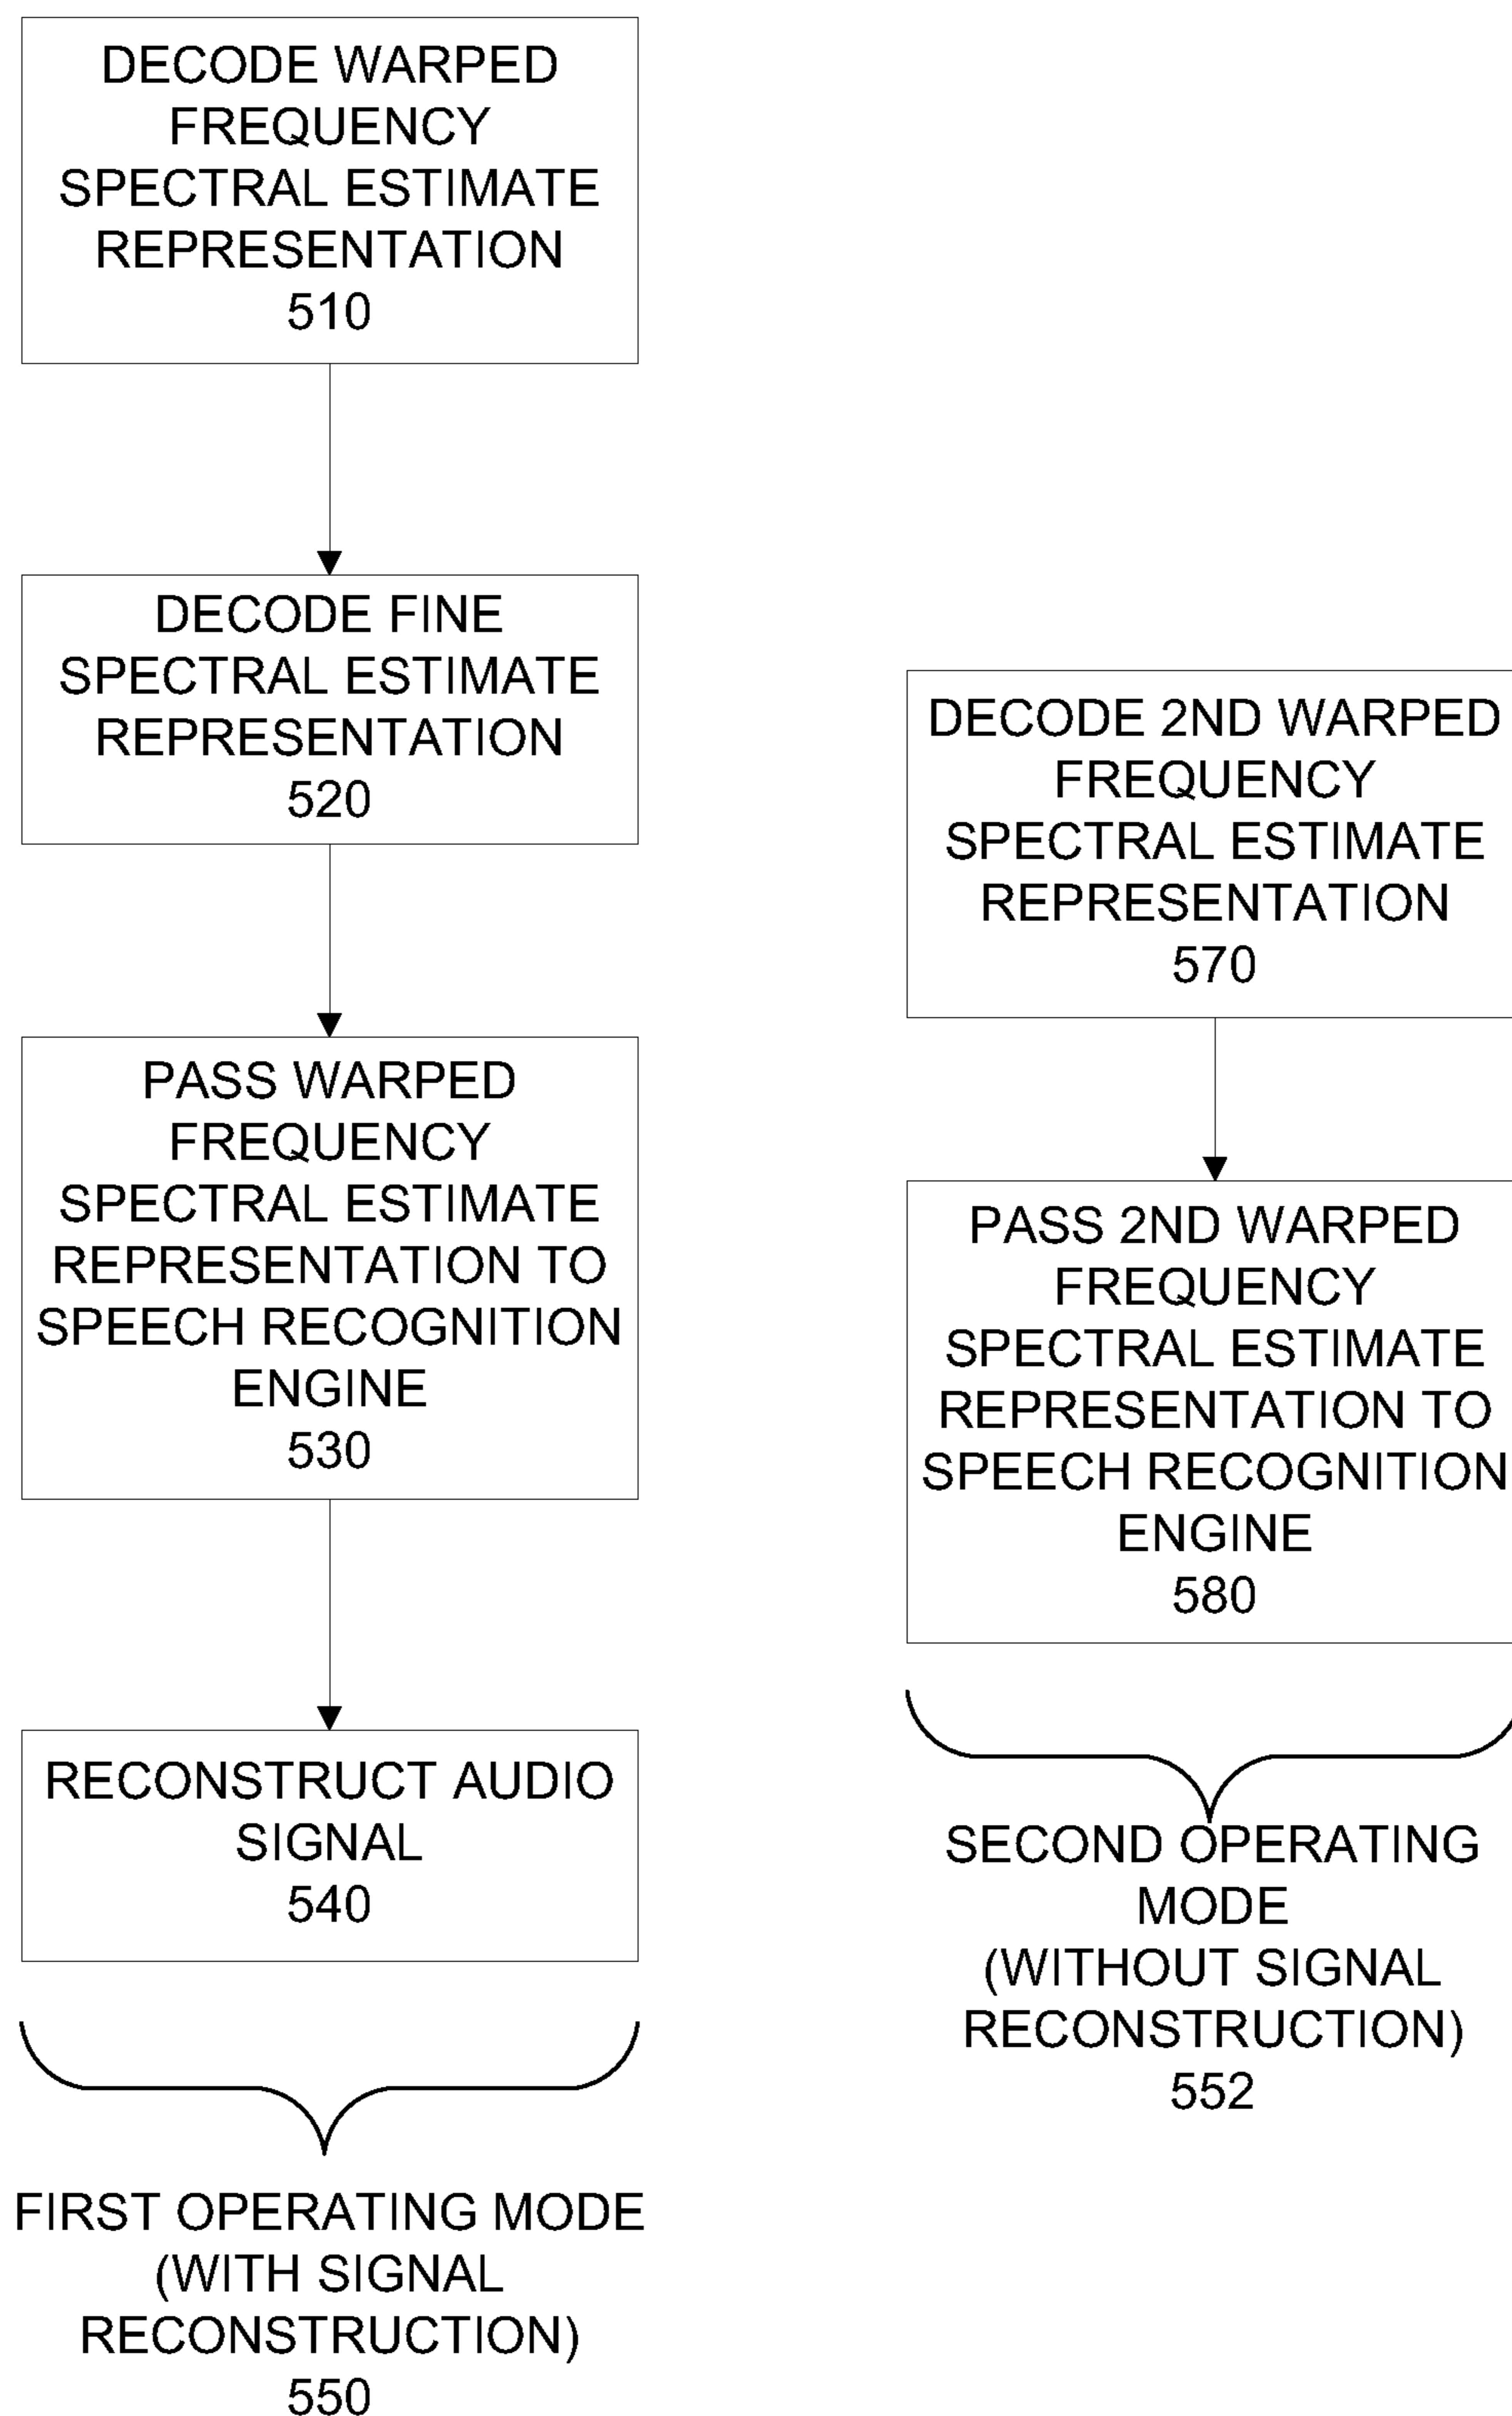 DECODE WARPED
FREQUENCY
SPECTRAL ESTIMATE
REPRESENTATION
510
DECODE FINE
SPECTRAL ESTIMATE
REPRESENTATION
520
PASS WARPED
FREQUENCY
SPECTRAL ESTIMATE
REPRESENTATION TO
SPEECH RECOGNITION
ENGINE
530
RECONSTRUCT AUDIO
SIGNAL
540
FIRST OPERATING MODE
(WITH SIGNAL
RECONSTRUCTION)
550
DECODE 2ND WARPED
FREQUENCY
SPECTRAL ESTIMATE
REPRESENTATION
570
PASS 2ND WARPED
FREQUENCY
SPECTRAL ESTIMATE
REPRESENTATION TO
SPEECH RECOGNITION
ENGINE
580
SECOND OPERATING
MODE
(WITHOUT SIGNAL
RECONSTRUCTION)
552